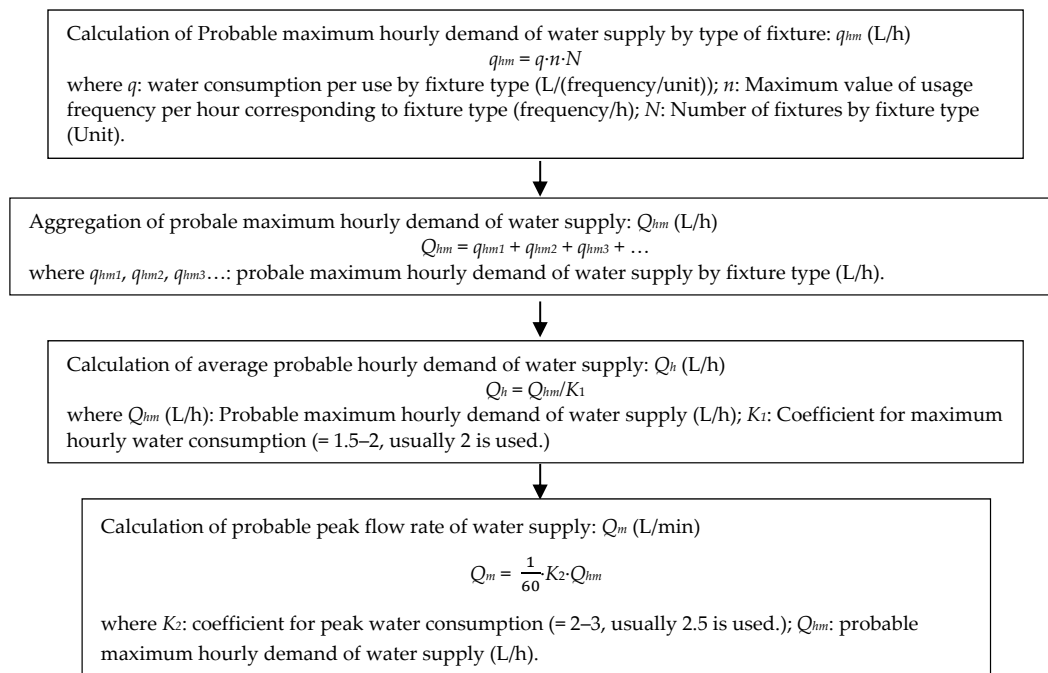 Calculation of Probable maximum hourly demand of water supply by type of fixture: qhm (L/h)
qhm = q·n·N
where q: water consumption per use by fixture type (L/(frequency/unit)); n: Maximum value of usage
frequency per hour corresponding to fixture type (frequency/h); N: Number of fixtures by fixture type
(Unit).
Aggregation of probale maximum hourly demand of water supply: Qhm (L/h)
Qhm = qhm1 + qhm2 + qhm3 + …
where qhm1, qhm2, qhm3…: probale maximum hourly demand of water supply by fixture type (L/h).
Calculation of average probable hourly demand of water supply: Qh (L/h)
Qh = Qhm/K1
where Qhm (L/h): Probable maximum hourly demand of water supply (L/h); K1: Coefficient for maximum
hourly water consumption (= 1.5–2, usually 2 is used.)
Calculation of probable peak flow rate of water supply: Qm (L/min)
Qm = 1/60·K2·Qhm
where K2: coefficient for peak water consumption (= 2–3, usually 2.5 is used.); Qhm: probable
maximum hourly demand of water supply (L/h).